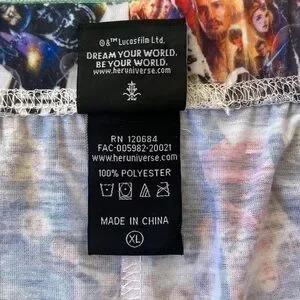 ©&™ Lucasfilm Ltd.
DREAM YOUR WORLD.
BE YOUR WORLD.
www.heruniverse.com
RN 120684
FAC-005982-20021
www.heruniverse.com
100% POLYESTER
MADE IN CHINA
XL